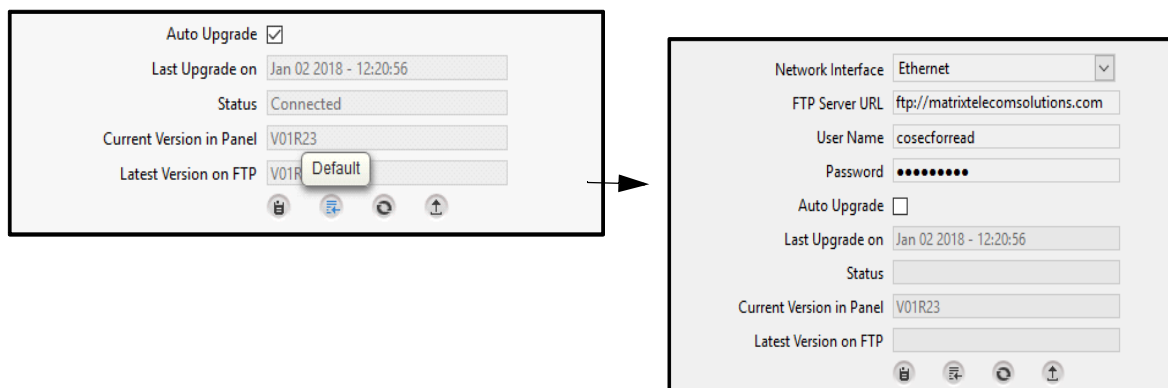 Auto Upgrade
Last Upgrade on Jan 02 2018 - 12:20:56
Status Connected
Current Version in Panel V01R23
Latest Version on FTP V01R
Default
Network Interface Ethernet
FTP Server URL ftp://matrixtelecomsolutions.com
User Name cosecforread
Password •••••••••
Auto Upgrade
Last Upgrade on Jan 02 2018 - 12:20:56
Status
Current Version in Panel V01R23
Latest Version on FTP